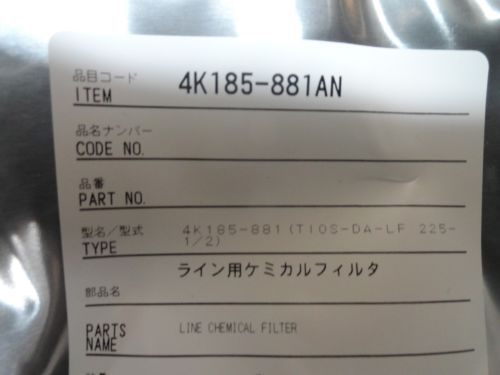 品目コード 4K185-881AN
ITEM
品名ナンバー
CODE NO.
品番
PART NO.
型名/型式 4K185-881(TIOS-DA-LF 225-
TYPE 1/2)
ライン用ケミカルフィルタ
部品名
PARTS LINE CHEMICAL FILTER
NAME